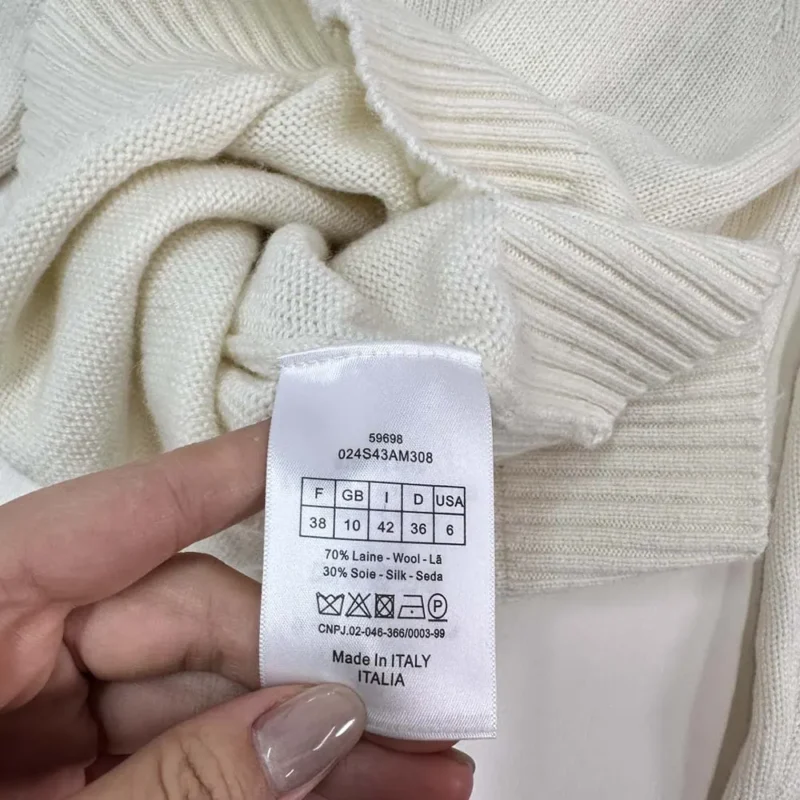 59698
024S43AM308
F GB I D USA
38 10 42 36 6
70% Laine - Wool - Lã
30% Soie - Silk - Seda
P
CNPJ.02-046-366/0003-99
Made In ITALY
ITALIA